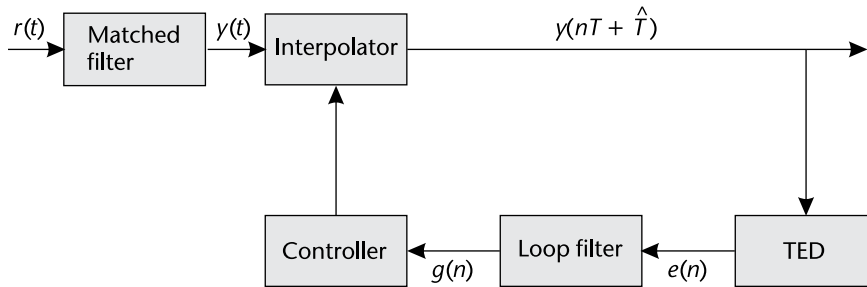 r(t)
Matched
filter
y(t)
Interpolator
y(nT + T̂)
Controller
g(n)
Loop filter
e(n)
TED